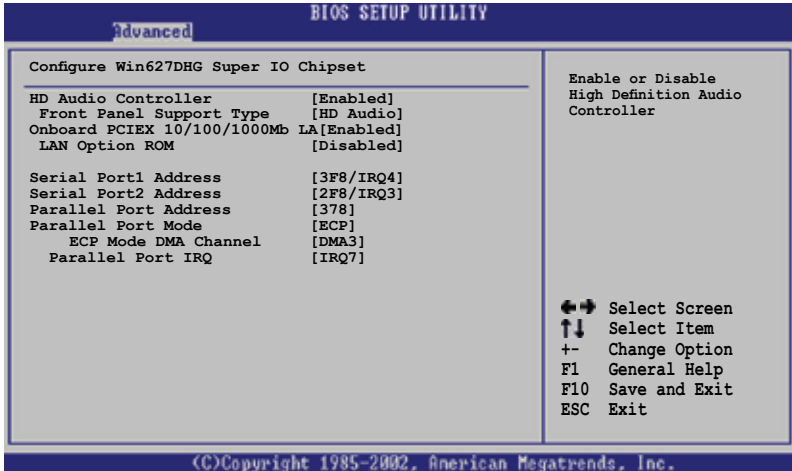 BIOS SETUP UTILITY
Advanced
Configure Win627DHG Super IO Chipset
HD Audio Controller [Enabled]
Front Panel Support Type [HD Audio]
Onboard PCIEX 10/100/1000Mb LA[Enabled]
LAN Option ROM [Disabled]
Serial Port1 Address [3F8/IRQ4]
Serial Port2 Address [2F8/IRQ3]
Parallel Port Address [378]
Parallel Port Mode [ECP]
ECP Mode DMA Channel [DMA3]
Parallel Port IRQ [IRQ7]
Enable or Disable
High Definition Audio
Controller
Select Screen
Select Item
+- Change Option
F1 General Help
F10 Save and Exit
ESC Exit
(C)Copyright 1985-2002, American Megatrends, Inc.